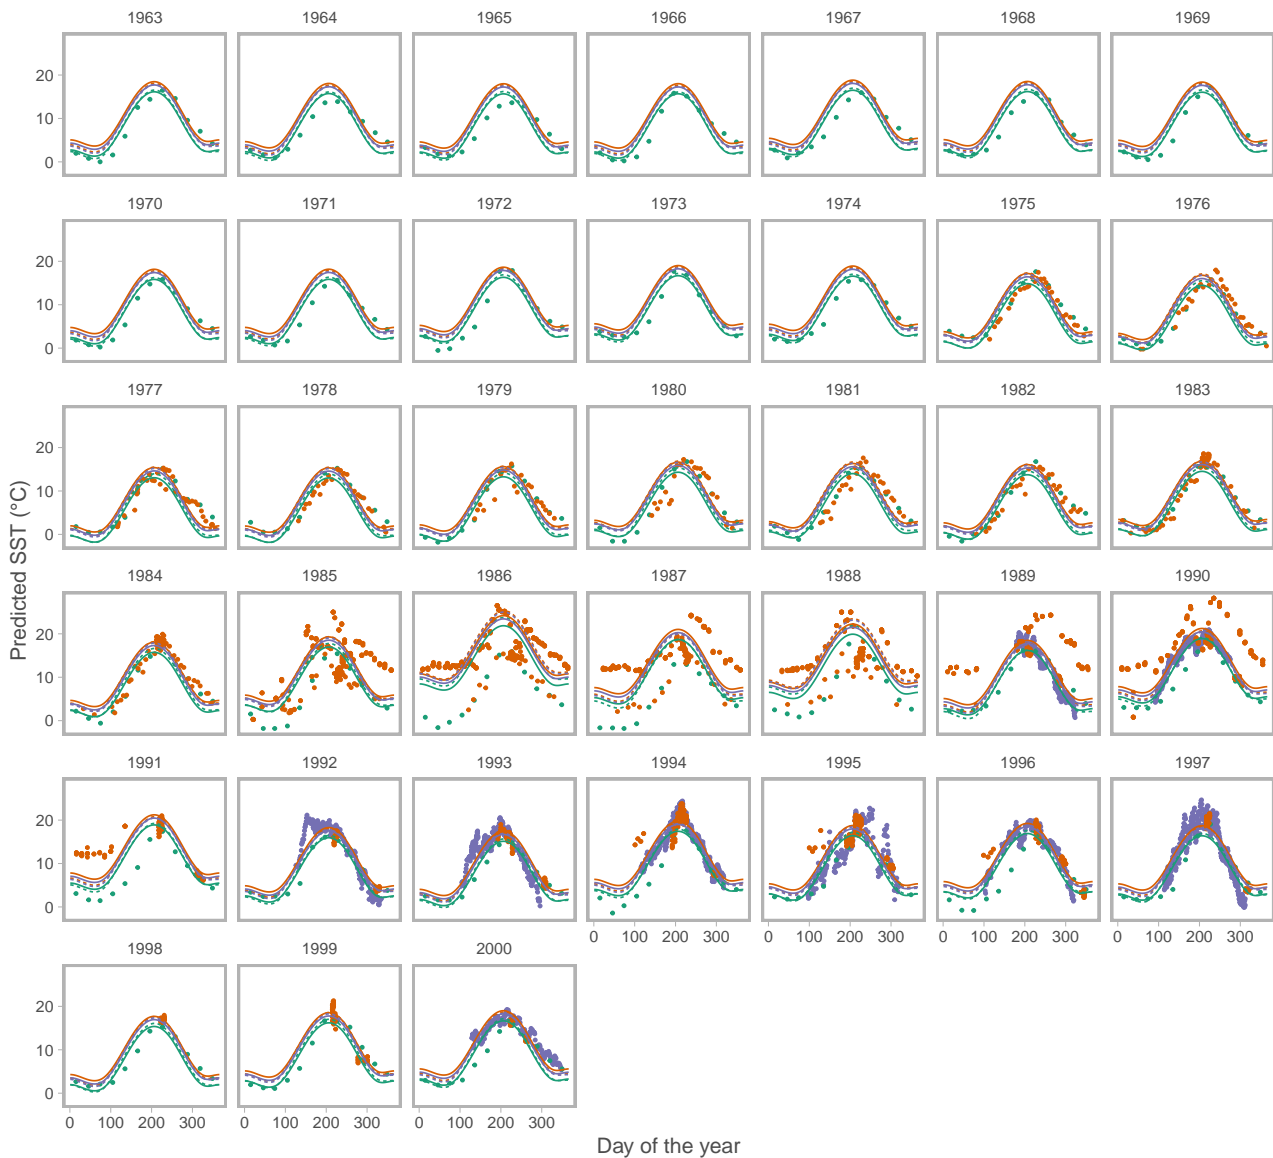 1963 1964 1965 1966 1967 1968 1969
20
10
0
1970 1971 1972 1973 1974 1975 1976
20
10
0
1977 1978 1979 1980 1981 1982 1983
20
10
0
Predicted SST (°C)
1984 1985 1986 1987 1988 1989 1990
20
10
0
1991 1992 1993 1994 1995 1996 1997
20
10
0
0 100 200 300 0 100 200 300 0 100 200 300 0 100 200 300
1998 1999 2000
20
10
0
0 100 200 300 0 100 200 300 0 100 200 300
Day of the year